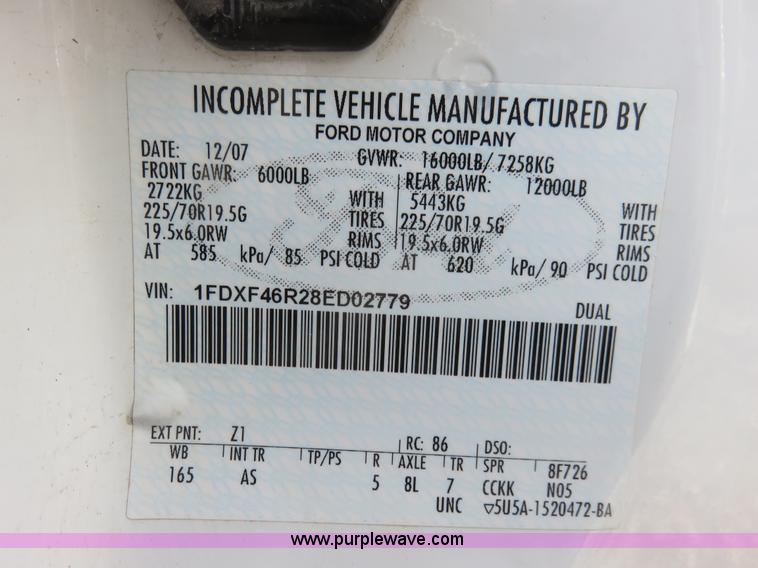 INCOMPLETE VEHICLE MANUFACTURED BY
FORD MOTOR COMPANY
DATE: 12/07 GVWR: 16000LB/ 7258KG
FRONT GAWR: 6000LB REAR GAWR: 12000LB
2722KG WITH 5443KG WITH
225/70R19.5G TIRES 225/70R19.5G TIRES
19.5x6.0RW RIMS 19.5x6.0RW RIMS
AT 585 kPa/ 85 PSI COLD AT 620 kPa/ 90 PSI COLD
VIN: 1FDXF46R28ED02779 DUAL
EXT PNT: Z1 RC: 86 DSO:
WB INT TR TP/PS R AXLE TR SPR 8F726
165 AS 5 8L 7 CCKK N05
UNC ▽5U5A-1520472-BA
www.purplewave.com